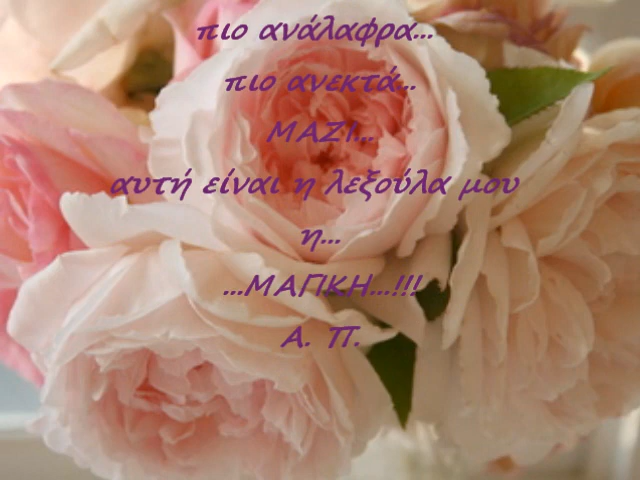 πιο ανάλαφρα...
πιο ανεκτά...
ΜΑΖΙ...
αυτή είναι η λεξούλα μου
η...
...ΜΑΓΙΚΗ...!!!
Α. Π.